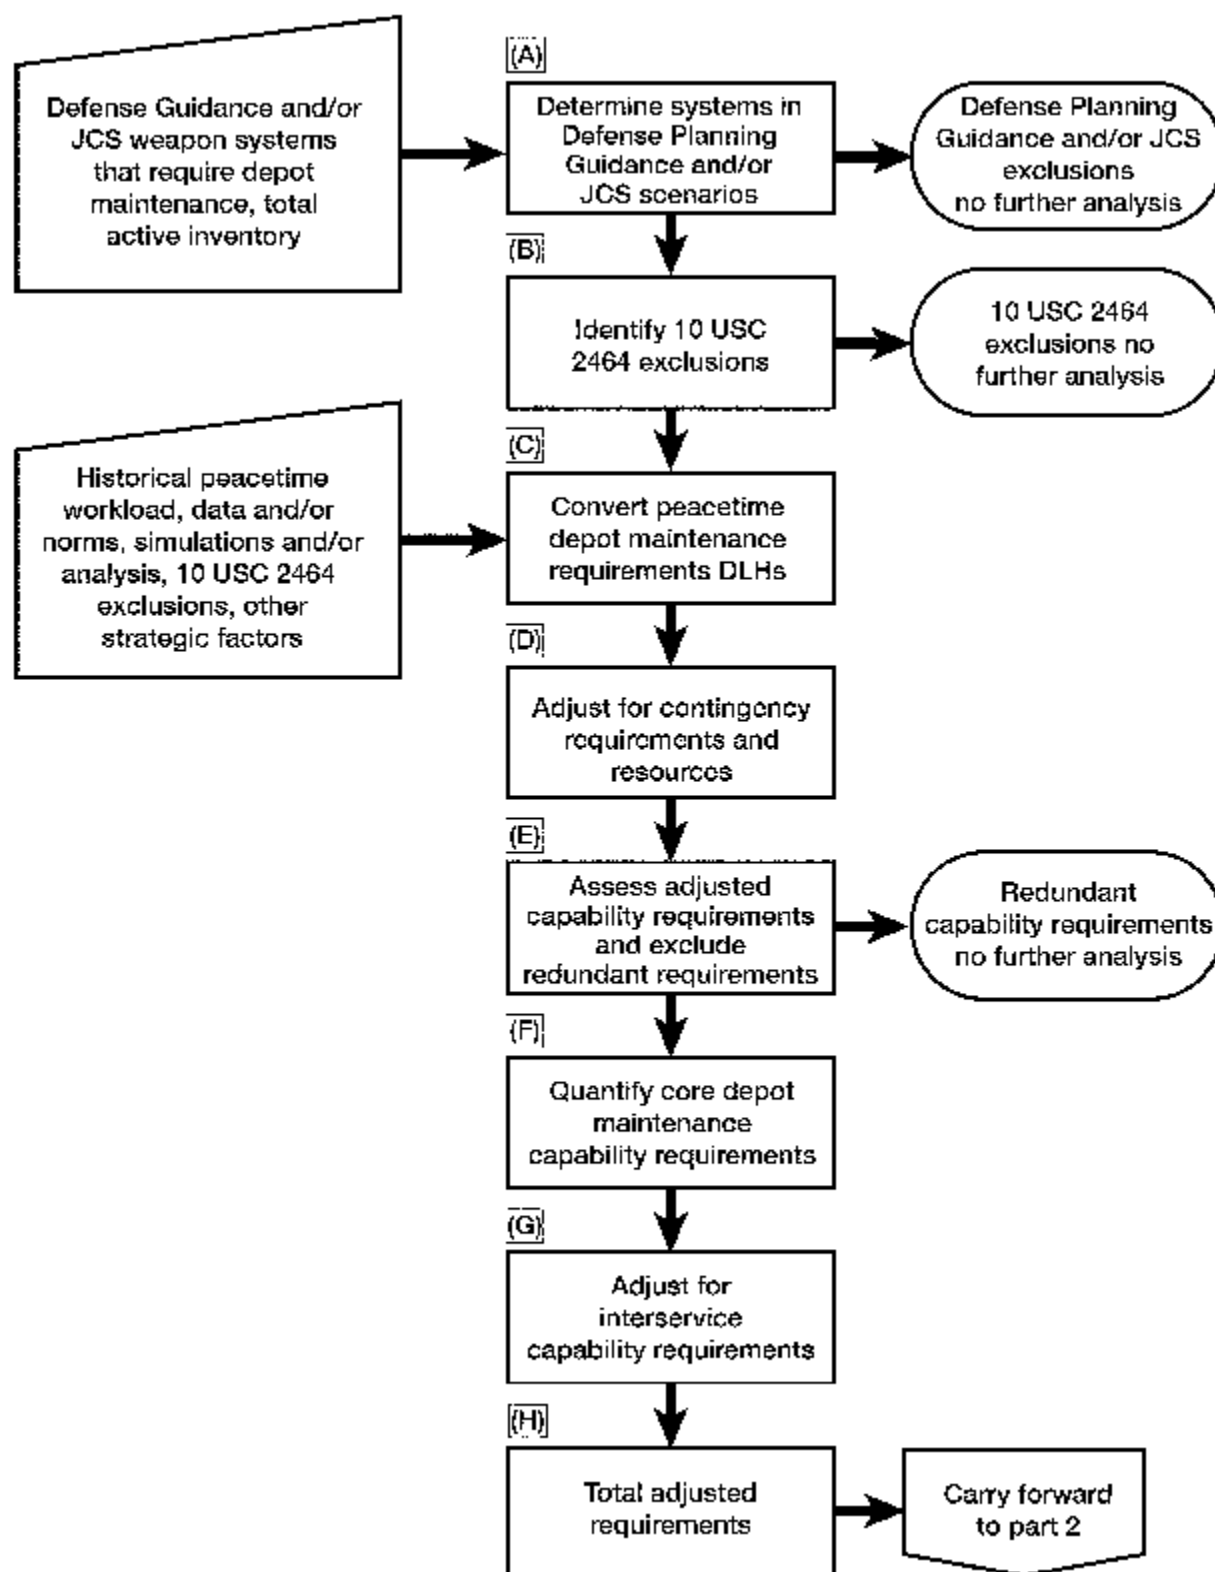 Defense Guidance and/or
JCS weapon systems
that require depot
maintenance, total
active inventory
(A)
Determine systems in
Defense Planning
Guidance and/or
JCS scenarios
Defense Planning
Guidance and/or JCS
exclusions
no further analysis
(B)
Identify 10 USC
2464 exclusions
10 USC 2464
exclusions no
further analysis
Historical peacetime
workload, data and/or
norms, simulations and/or
analysis, 10 USC 2464
exclusions, other
strategic factors
(C)
Convert peacetime
depot maintenance
requirements DLHs
(D)
Adjust for contingency
requirements and
resources
(E)
Assess adjusted
capability requirements
and exclude
redundant requirements
Redundant
capability requirements
no further analysis
(F)
Quantify core depot
maintenance
capability requirements
(G)
Adjust for
interservice
capability requirements
(H)
Total adjusted
requirements
Carry forward
to part 2